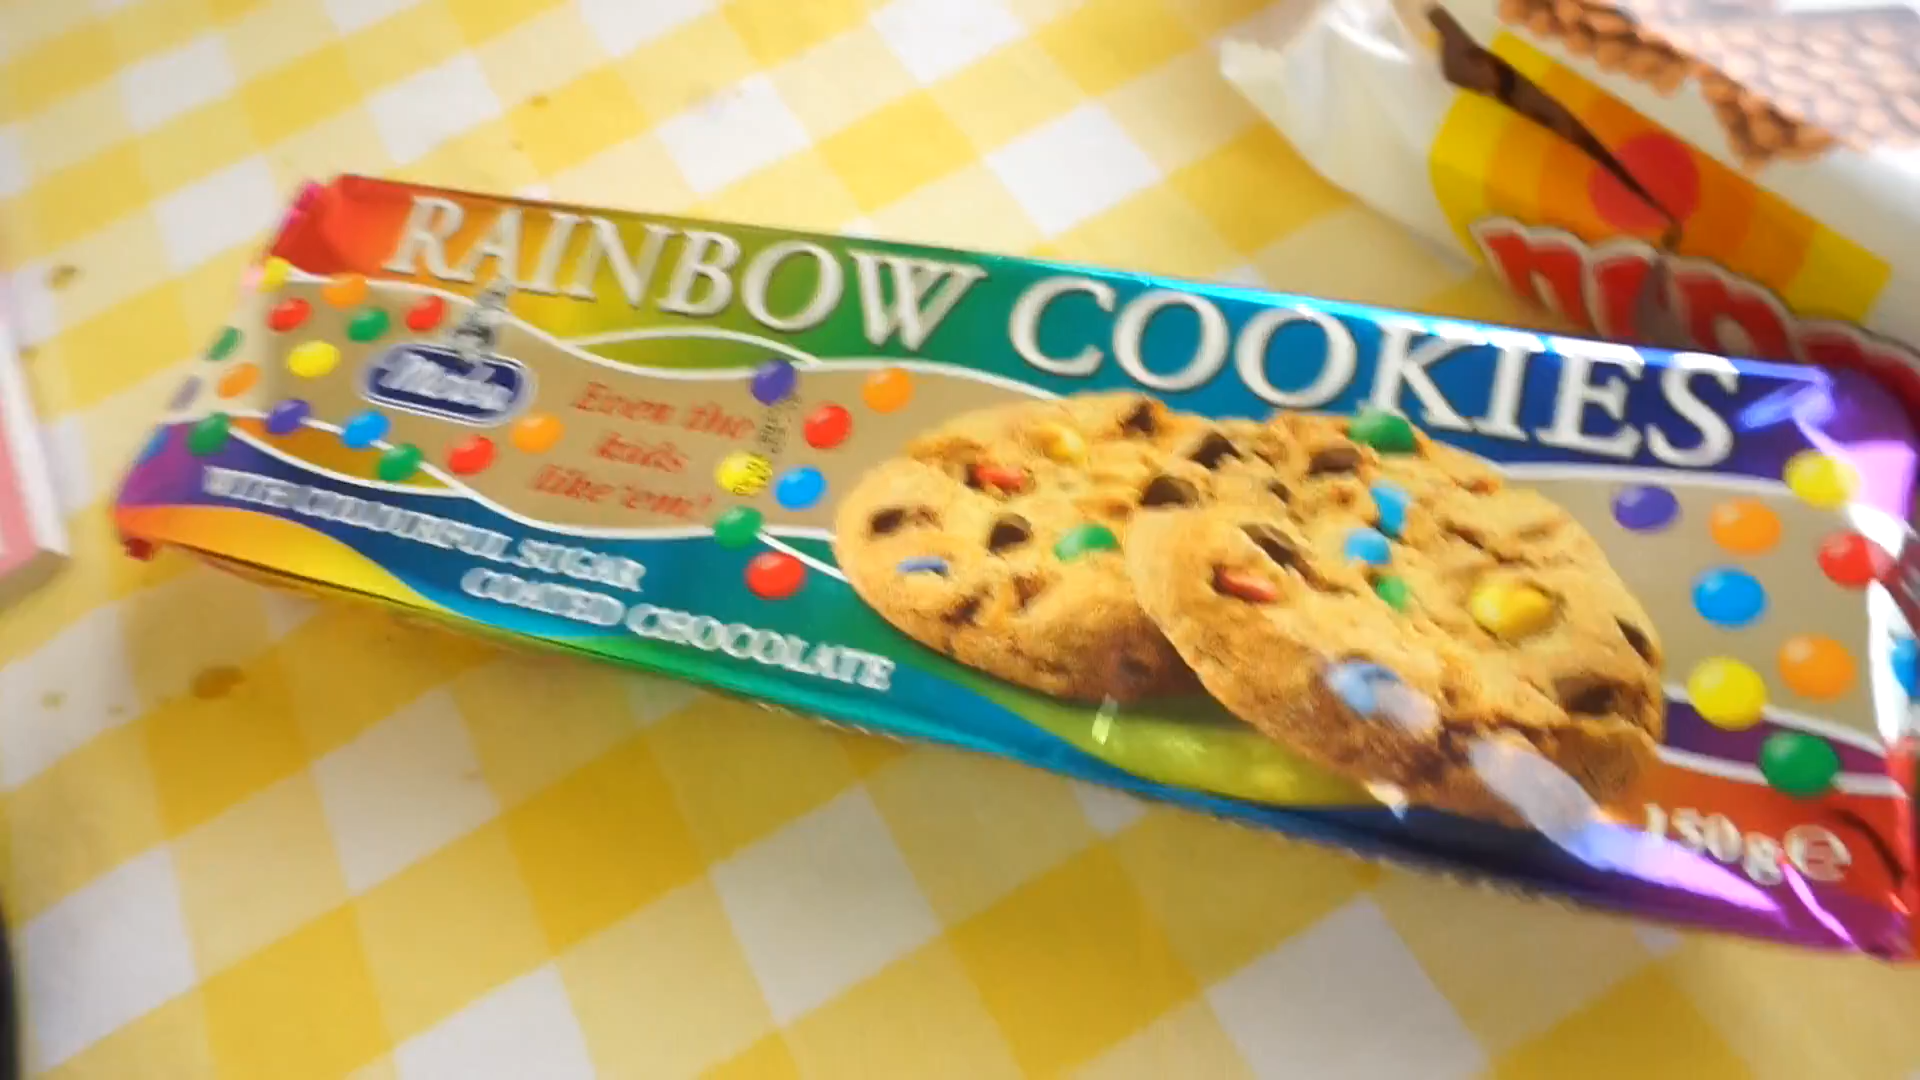 RAINBOW COOKIES
Even the
kids
like 'em!
WITH COLOURFUL SUGAR
COATED CHOCOLATE
150g℮